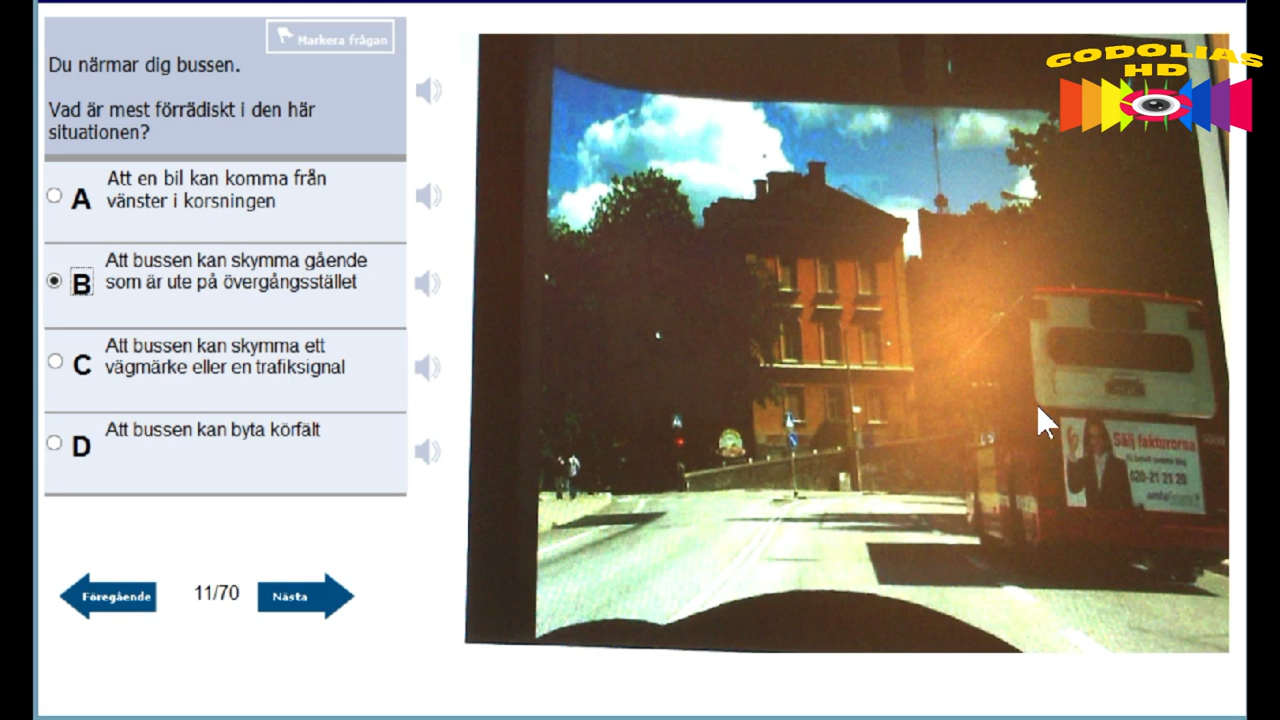 Markera frågan
Du närmar dig bussen.
Vad är mest förrädiskt i den här
situationen?
A
Att en bil kan komma från
vänster i korsningen
B
Att bussen kan skymma gående
som är ute på övergångsstället
C
Att bussen kan skymma ett
vägmärke eller en trafiksignal
D
Att bussen kan byta körfält
Föregående
11/70
Nästa
GODOLIAS
HD
Sälj fakturorna
020-21 21 20